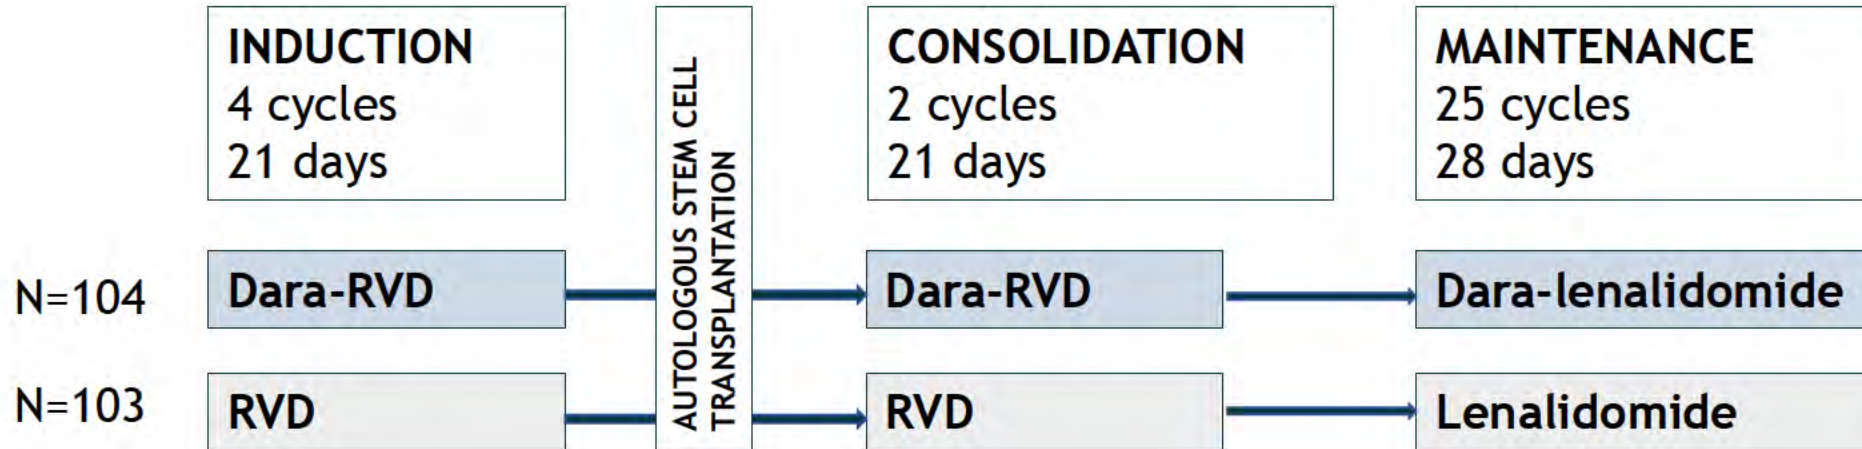 INDUCTION
4 cycles
21 days
AUTOLOGOUS STEM CELL
TRANSPLANTATION
CONSOLIDATION
2 cycles
21 days
MAINTENANCE
25 cycles
28 days
N=104
Dara-RVD
Dara-RVD
Dara-lenalidomide
N=103
RVD
RVD
Lenalidomide